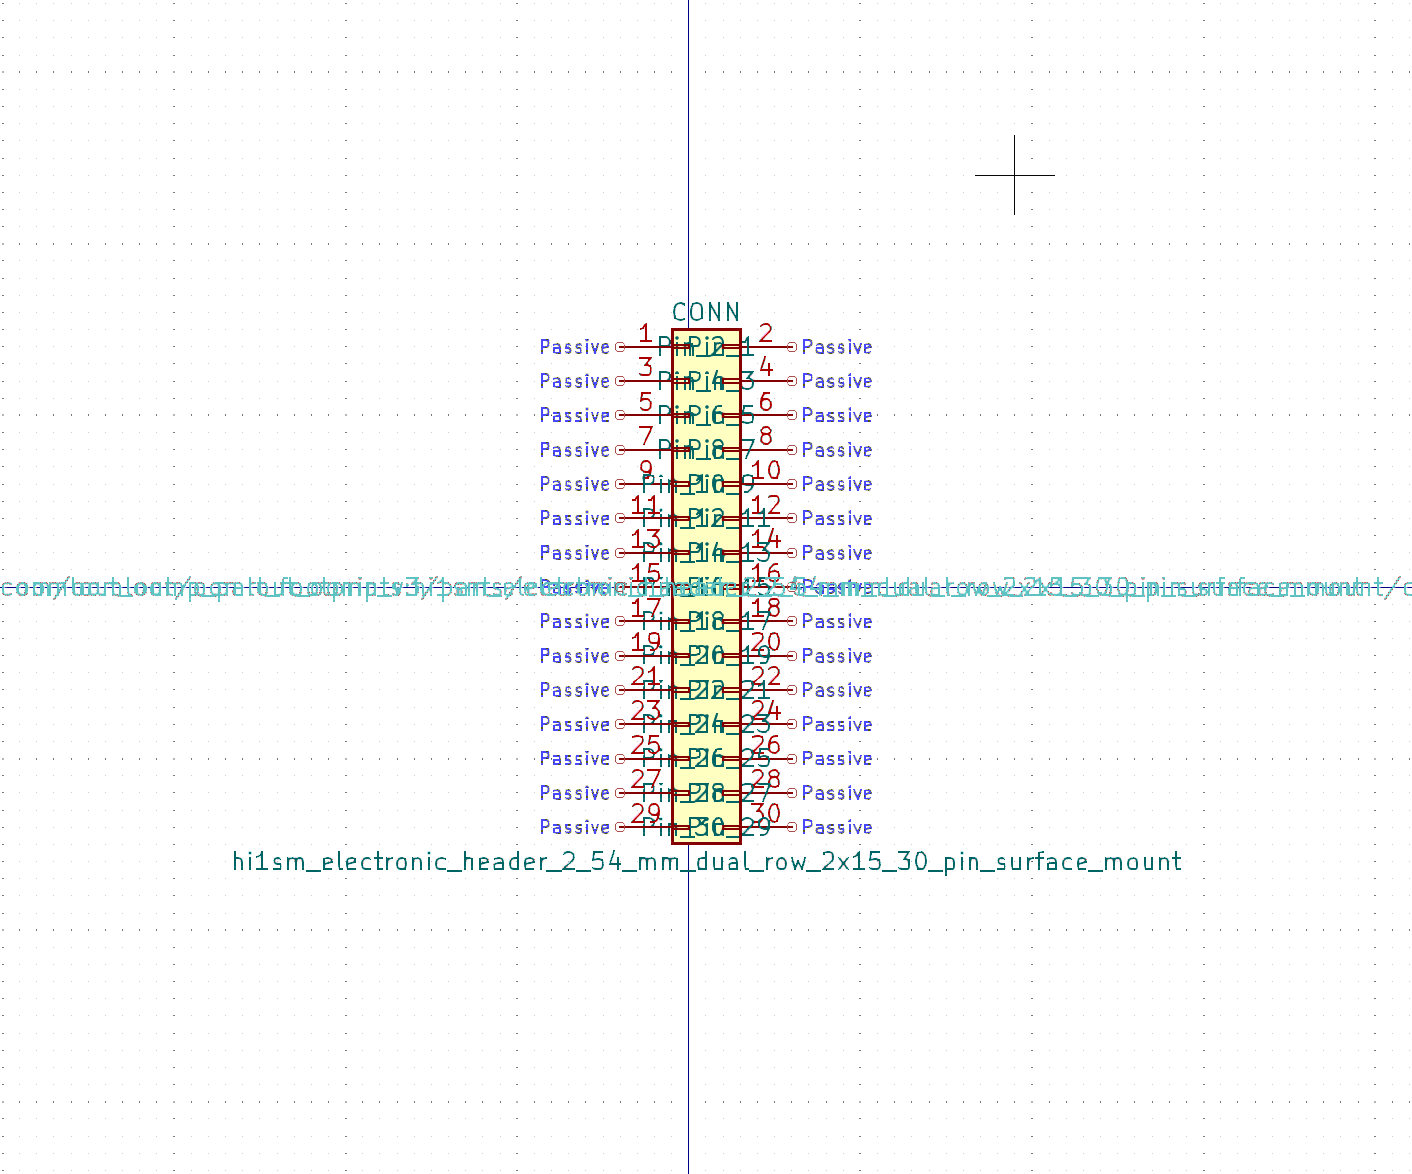 CONN
Passive 1 Pin_2 Pin_1 2 Passive
Passive 3 Pin_4 Pin_3 4 Passive
Passive 5 Pin_6 Pin_5 6 Passive
Passive 7 Pin_8 Pin_7 8 Passive
Passive 9 Pin_10 Pin_9 10 Passive
Passive 11 Pin_12 Pin_11 12 Passive
Passive 13 Pin_14 Pin_13 14 Passive
15 16
Passive 17 Pin_18 Pin_17 18 Passive
Passive 19 Pin_20 Pin_19 20 Passive
Passive 21 Pin_22 Pin_21 22 Passive
Passive 23 Pin_24 Pin_23 24 Passive
Passive 25 Pin_26 Pin_25 26 Passive
Passive 27 Pin_28 Pin_27 28 Passive
Passive 29 Pin_30 Pin_29 30 Passive
hi1sm_electronic_header_2_54_mm_dual_row_2x15_30_pin_surface_mount